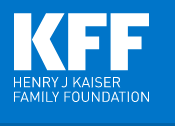 KFF
HENRY J KAISER
FAMILY FOUNDATION